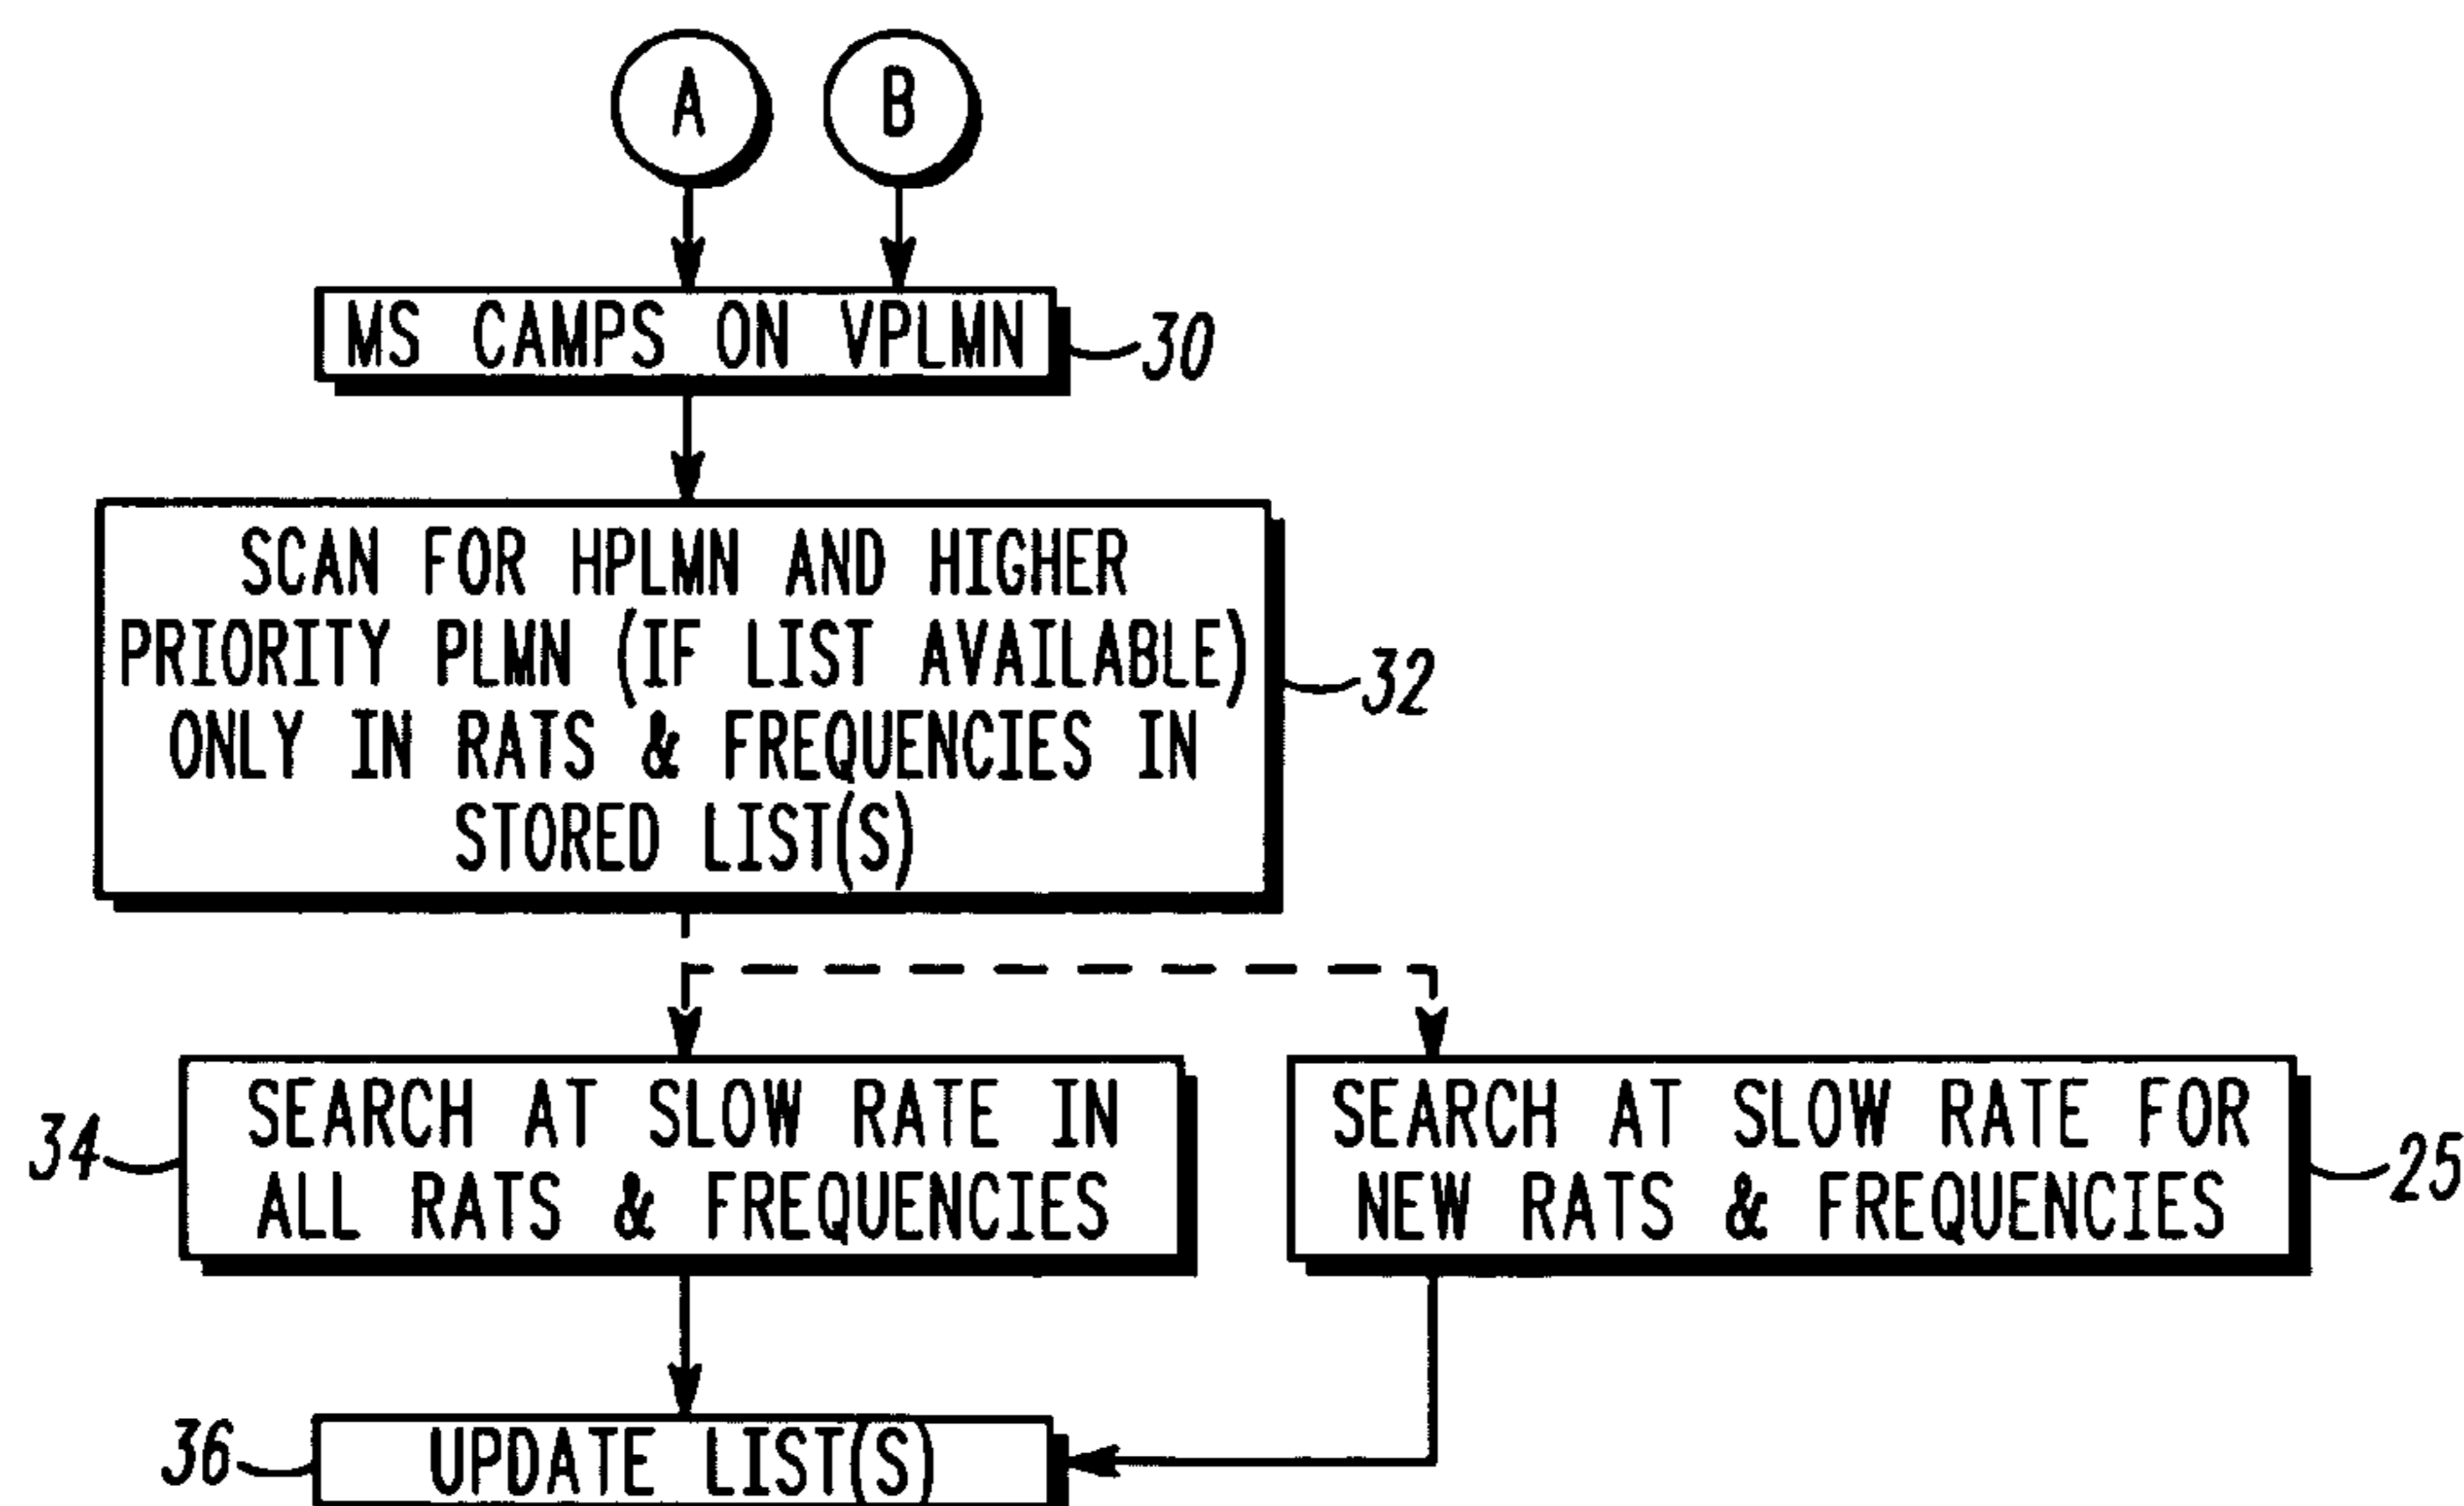 A
B
MS CAMPS ON VPLMN
30
SCAN FOR HPLMN AND HIGHER
PRIORITY PLMN (IF LIST AVAILABLE)
ONLY IN RATS & FREQUENCIES IN
STORED LIST(S)
32
34
SEARCH AT SLOW RATE IN
ALL RATS & FREQUENCIES
SEARCH AT SLOW RATE FOR
NEW RATS & FREQUENCIES
25
36
UPDATE LIST(S)